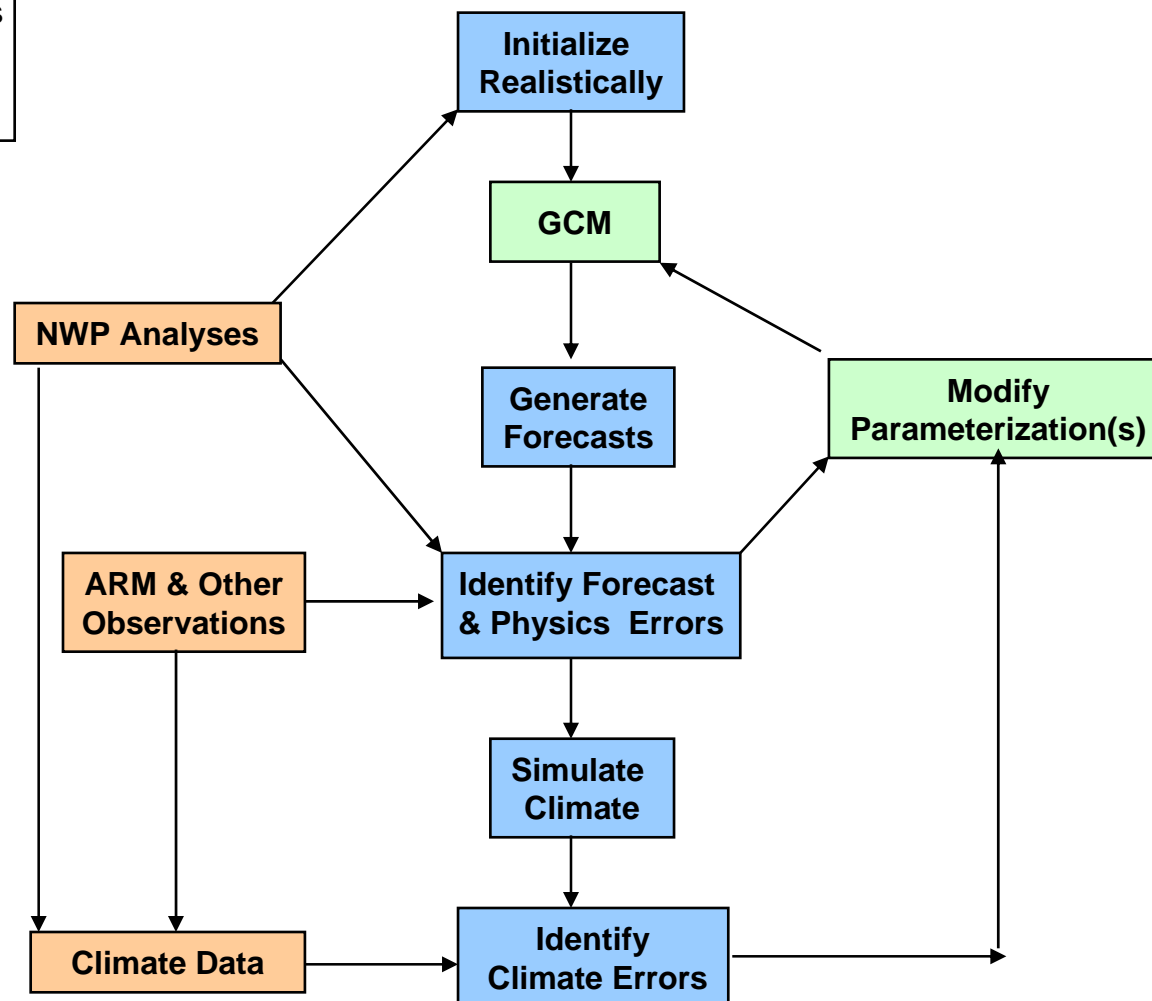 s
Initialize
Realistically
GCM
NWP Analyses
Generate
Forecasts
Modify
Parameterization(s)
ARM & Other
Observations
Identify Forecast
& Physics  Errors
Simulate
Climate
Climate Data
Identify
Climate Errors